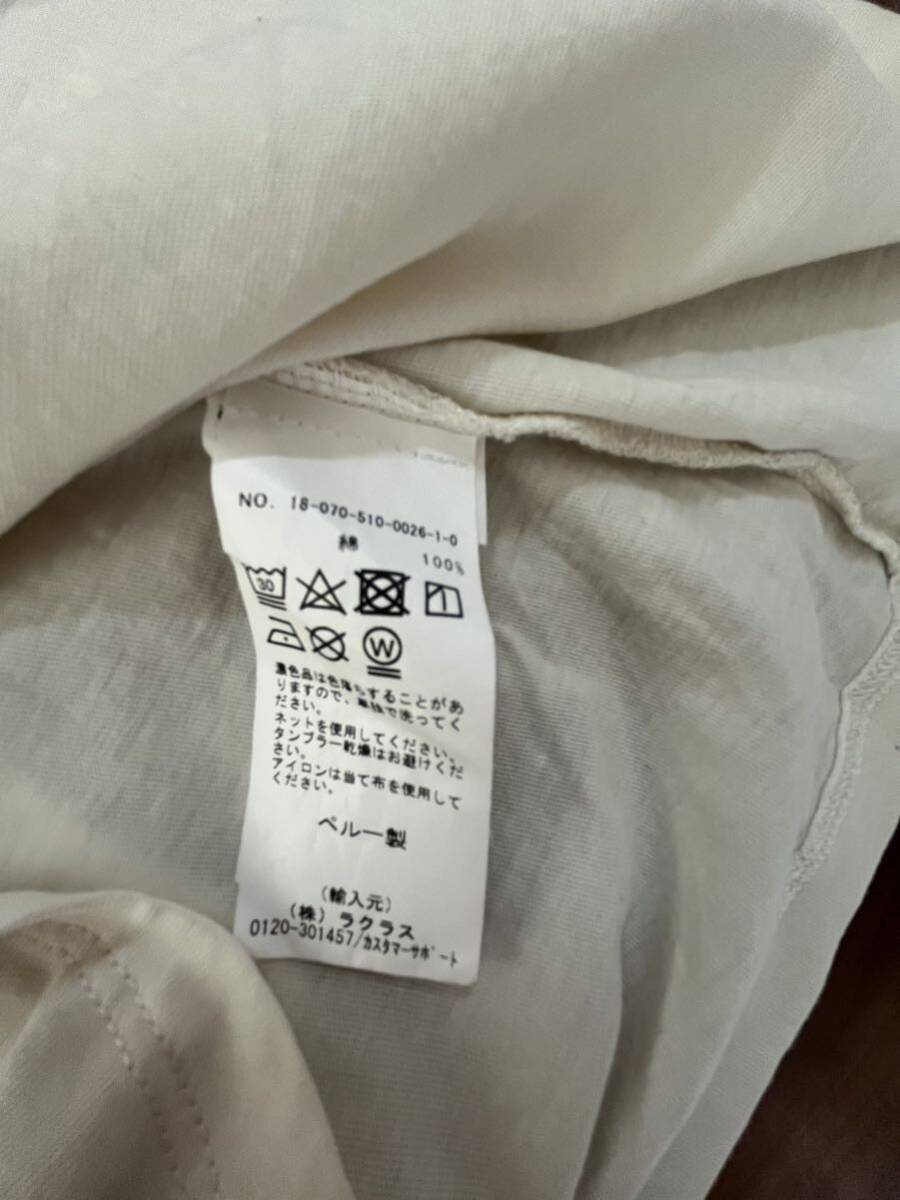 NO. 18-070-510-0026-1-0
綿
100%
30
W
濃色品は色落ちすることがあ
りますので、単独で洗ってく
ださい。
ネットを使用してください。
タンブラー乾燥はお避けくだ
さい。
アイロンは当て布を使用して
ください。
ペルー製
(輸入元)
(株) ラクラス
0120-301457/カスタマーサポート